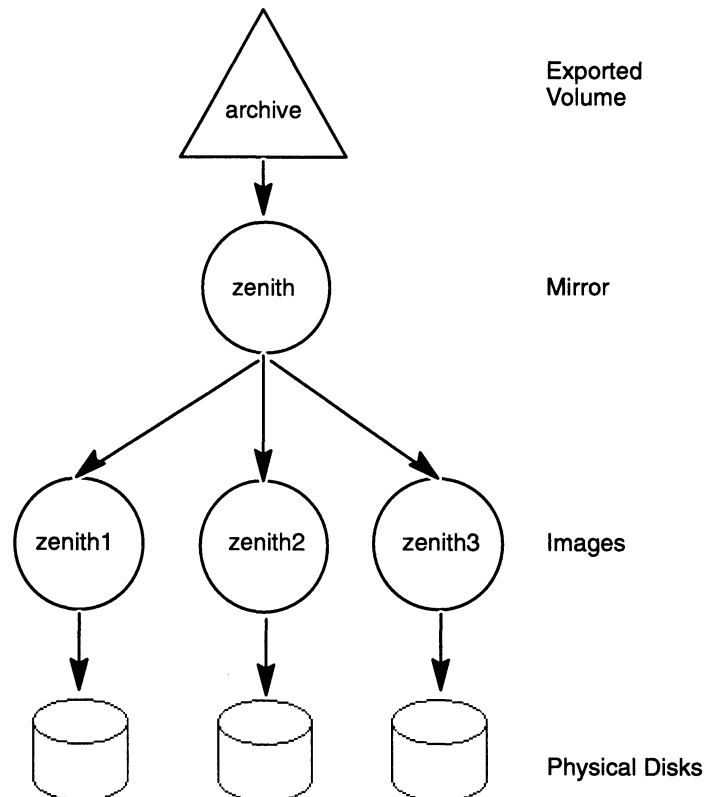 Exported
Volume
archive
zenith
Mirror
zenith1
zenith2
zenith3
Images
Physical Disks